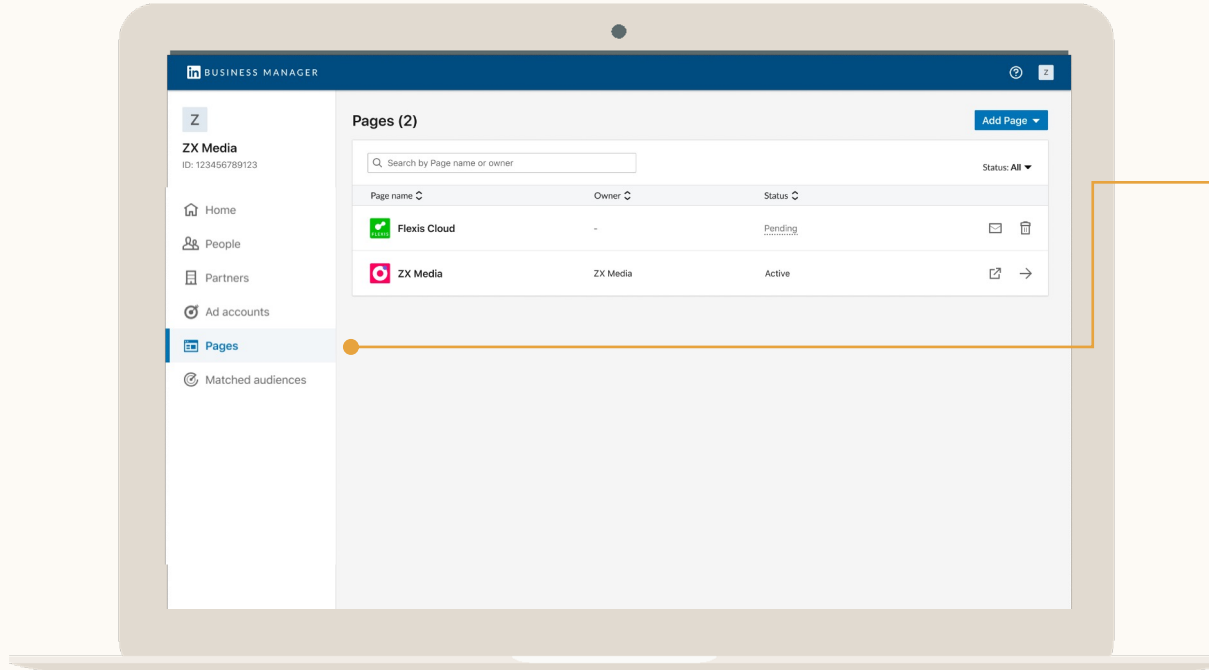 in BUSINESS MANAGER
Z
Z
ZX Media
ID: 123456789123
Home
People
Partners
Ad accounts
Pages
Matched audiences
Pages (2)
Add Page
Search by Page name or owner
Status: All
Page name Owner Status
FLEXIS Flexis Cloud - Pending
ZX Media ZX Media Active